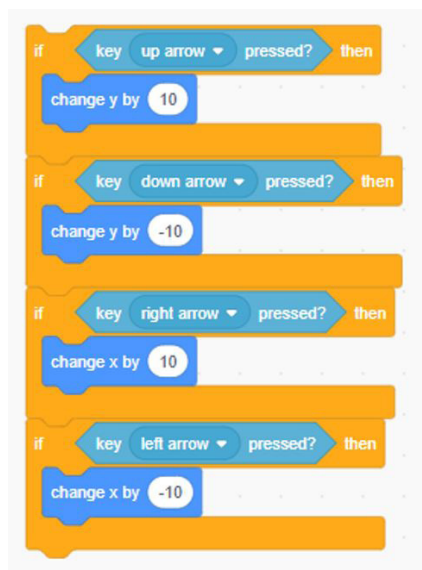 if key up arrow pressed? then
change y by 10
if key down arrow pressed? then
change y by -10
if key right arrow pressed? then
change x by 10
if key left arrow pressed? then
change x by -10